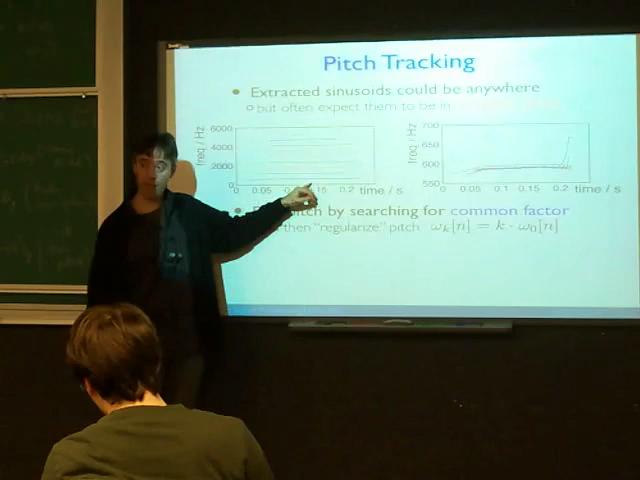 Pitch Tracking
Extracted sinusoids could be anywhere
but often expect them to be in
freq / Hz
6000
4000
2000
0
0 0.05 0.2 time / s
freq / Hz
700
650
600
550
0 0.05 0.1 0.15 0.2 time / s
pitch by searching for common factor
then "regularize" pitch ωk[n] = k · ω0[n]